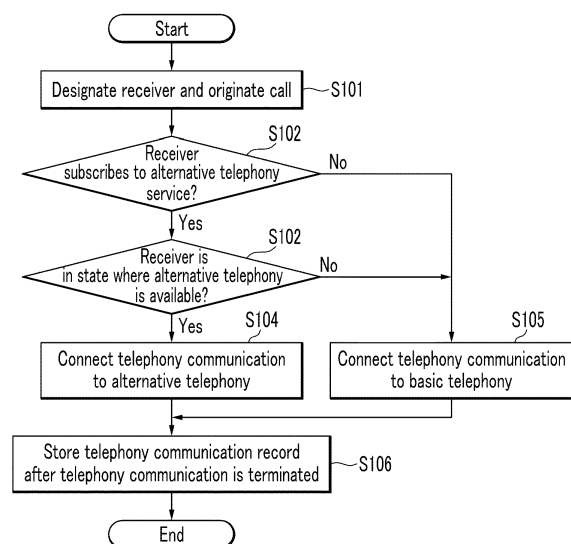 Start
Designate receiver and originate call
S101
S102
Receiver
subscribes to alternative telephony
service?
No
Yes
S102
Receiver is
in state where alternative telephony
is available?
No
Yes
S104
Connect telephony communication
to alternative telephony
S105
Connect telephony communication
to basic telephony
Store telephony communication record
after telephony communication is terminated
S106
End